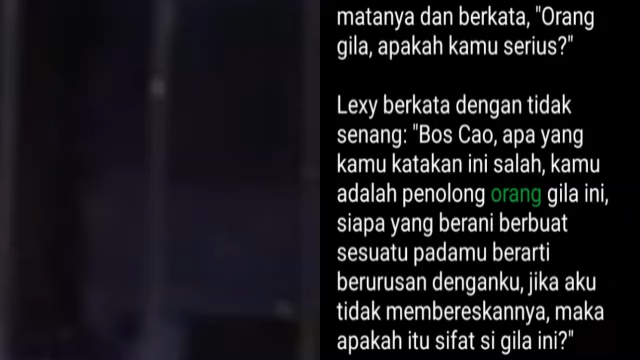 matanya dan berkata, "Orang
gila, apakah kamu serius?"
Lexy berkata dengan tidak
senang: "Bos Cao, apa yang
kamu katakan ini salah, kamu
adalah penolong orang gila ini,
siapa yang berani berbuat
sesuatu padamu berarti
berurusan denganku, jika aku
tidak membereskannya, maka
apakah itu sifat si gila ini?"